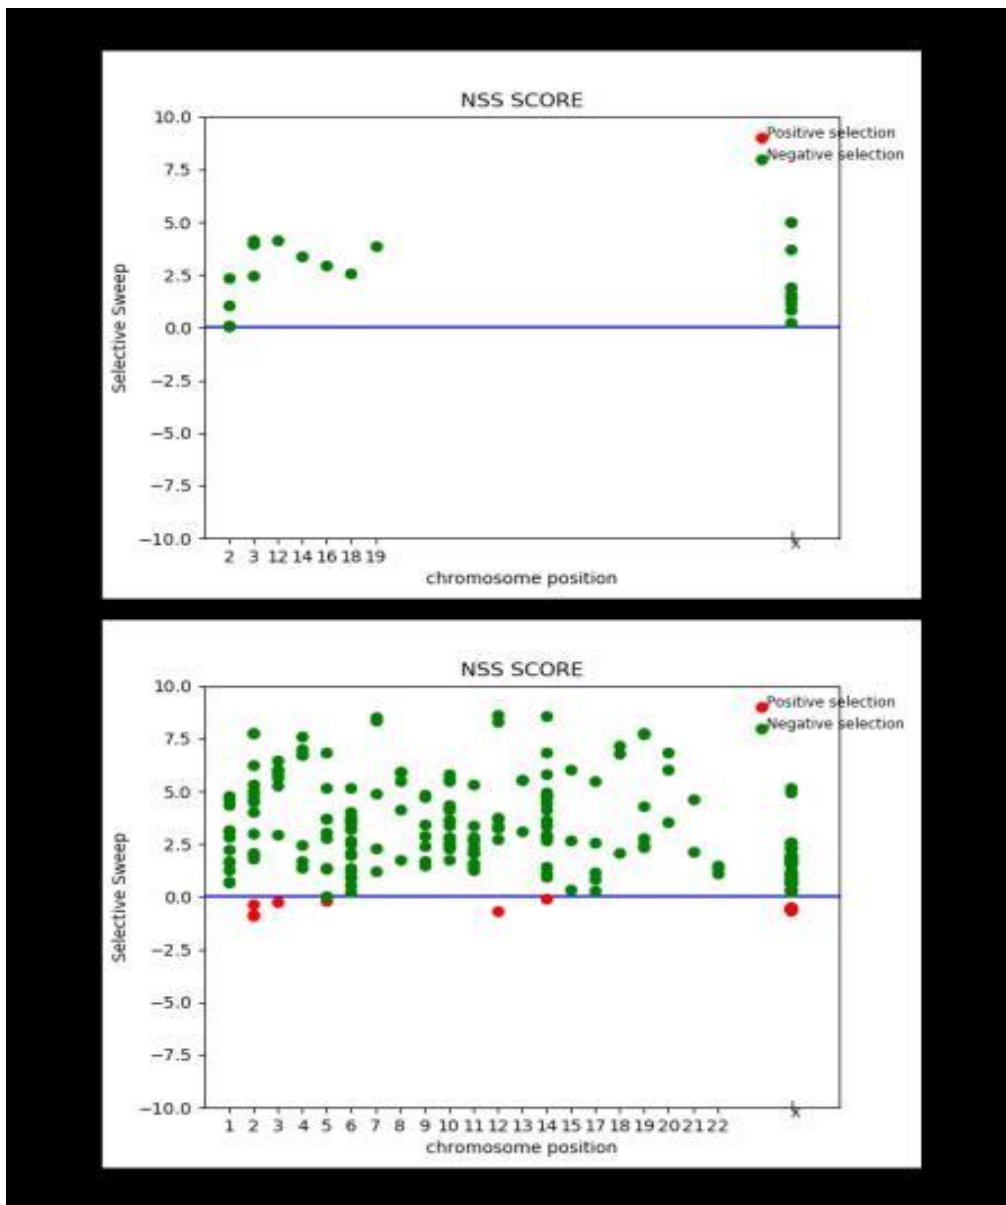 NSS SCORE
10.0
Positive selection
Negative selection
7.5
5.0
2.5
0.0
−2.5
−5.0
−7.5
−10.0
Selective Sweep
2 3 12 14 16 18 19 x
chromosome position
NSS SCORE
10.0
Positive selection
Negative selection
7.5
5.0
2.5
0.0
−2.5
−5.0
−7.5
−10.0
Selective Sweep
1 2 3 4 5 6 7 8 9 10 11 12 13 14 15 17 18 19 20 21 22 x
chromosome position